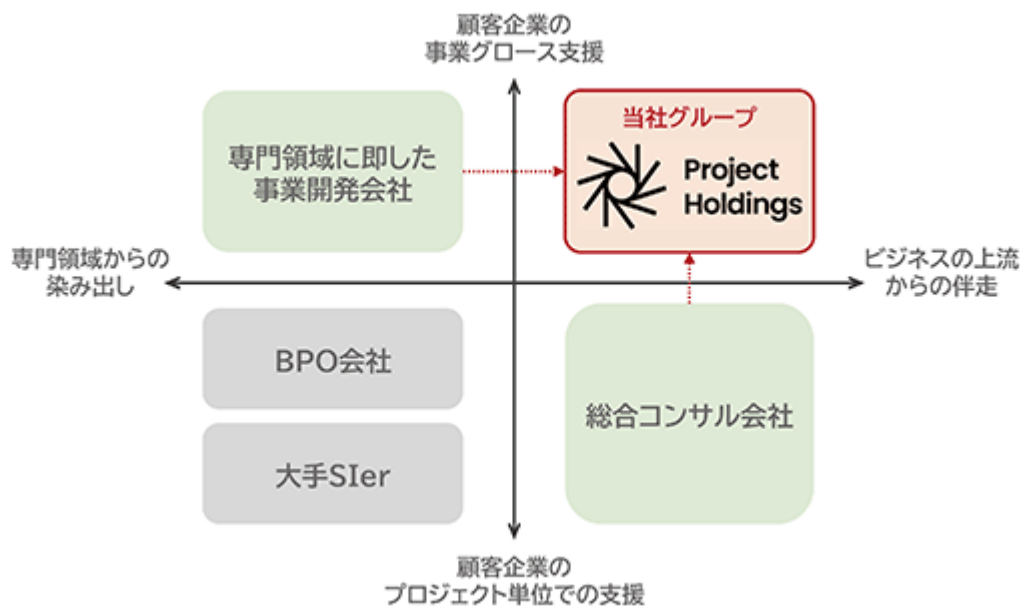 顧客企業の
事業グロース支援
専門領域に即した
事業開発会社
当社グループ
Project
Holdings
専門領域からの
染み出し
ビジネスの上流
からの伴走
BPO会社
総合コンサル会社
大手SIer
顧客企業の
プロジェクト単位での支援